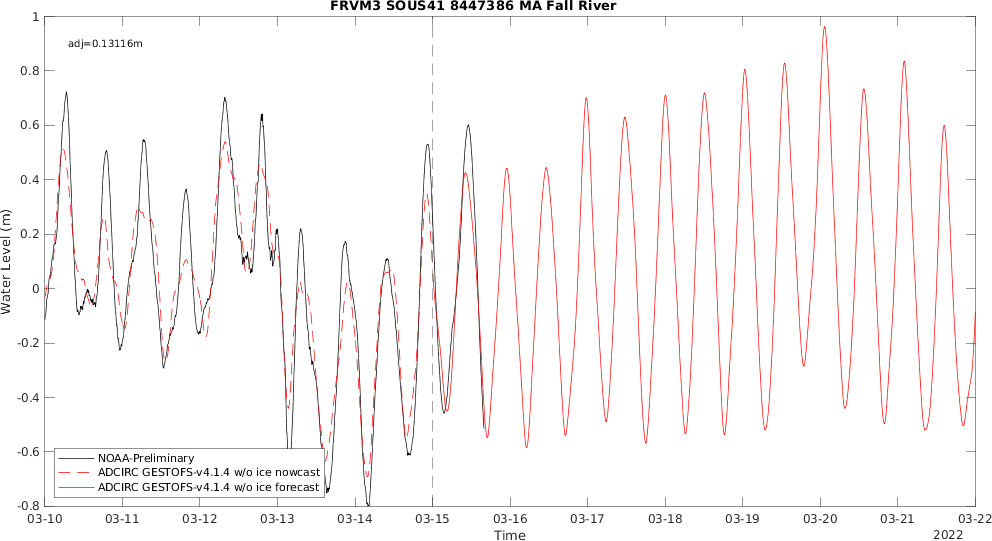 FRVM3 SOUS41 8447386 MA Fall River
adj=0.13116m
Water Level (m)
1
0.8
0.6
0.4
0.2
0
-0.2
-0.4
-0.6
-0.8
NOAA-Preliminary
ADCIRC GESTOFS-v4.1.4 w/o ice nowcast
ADCIRC GESTOFS-v4.1.4 w/o ice forecast
03-10 03-11 03-12 03-13 03-14 03-15 03-16 03-17 03-18 03-19 03-20 03-21 03-22
Time
2022